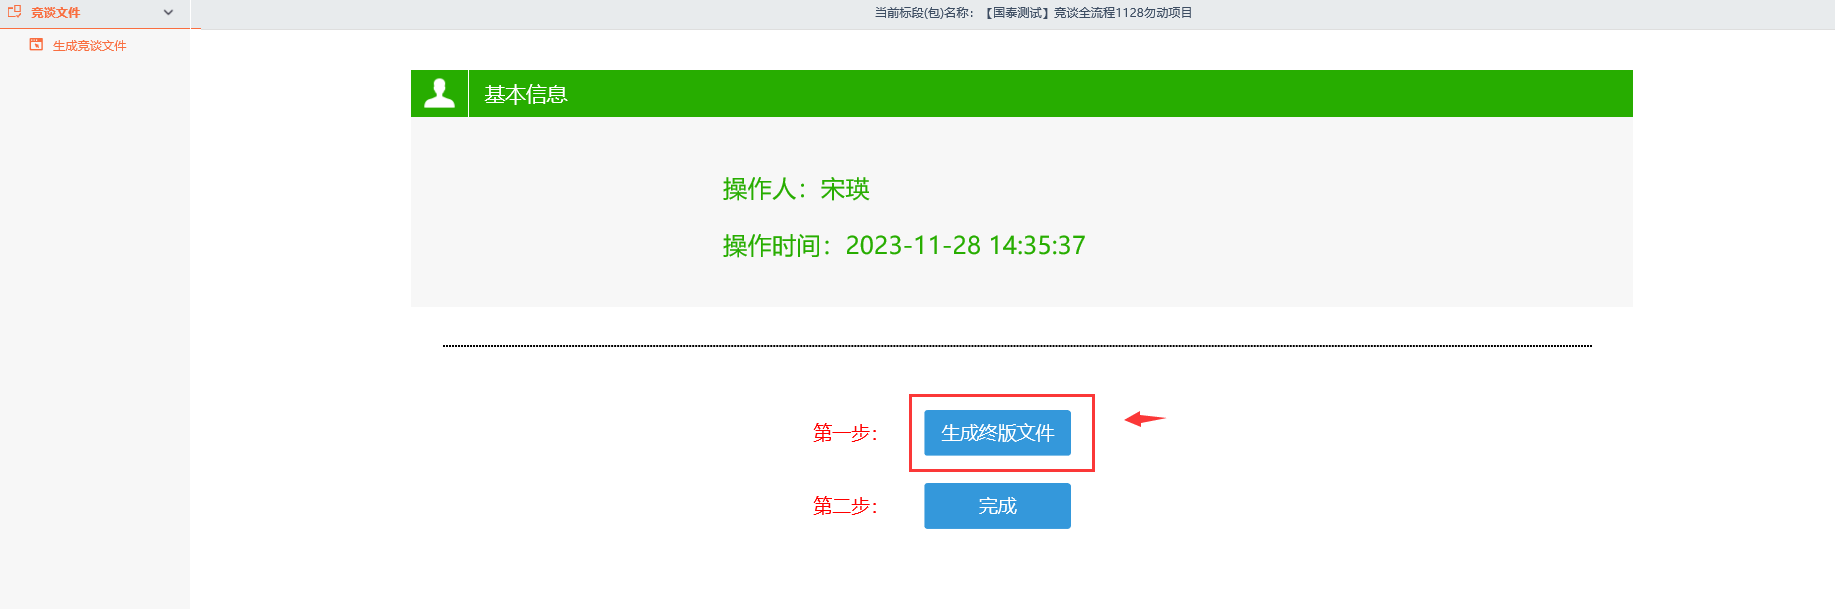 竞谈文件
当前标段(包)名称：【国泰测试】竞谈全流程1128勿动项目
生成竞谈文件
基本信息
操作人：宋瑛
操作时间：2023-11-28 14:35:37
第一步：
生成终版文件
第二步：
完成